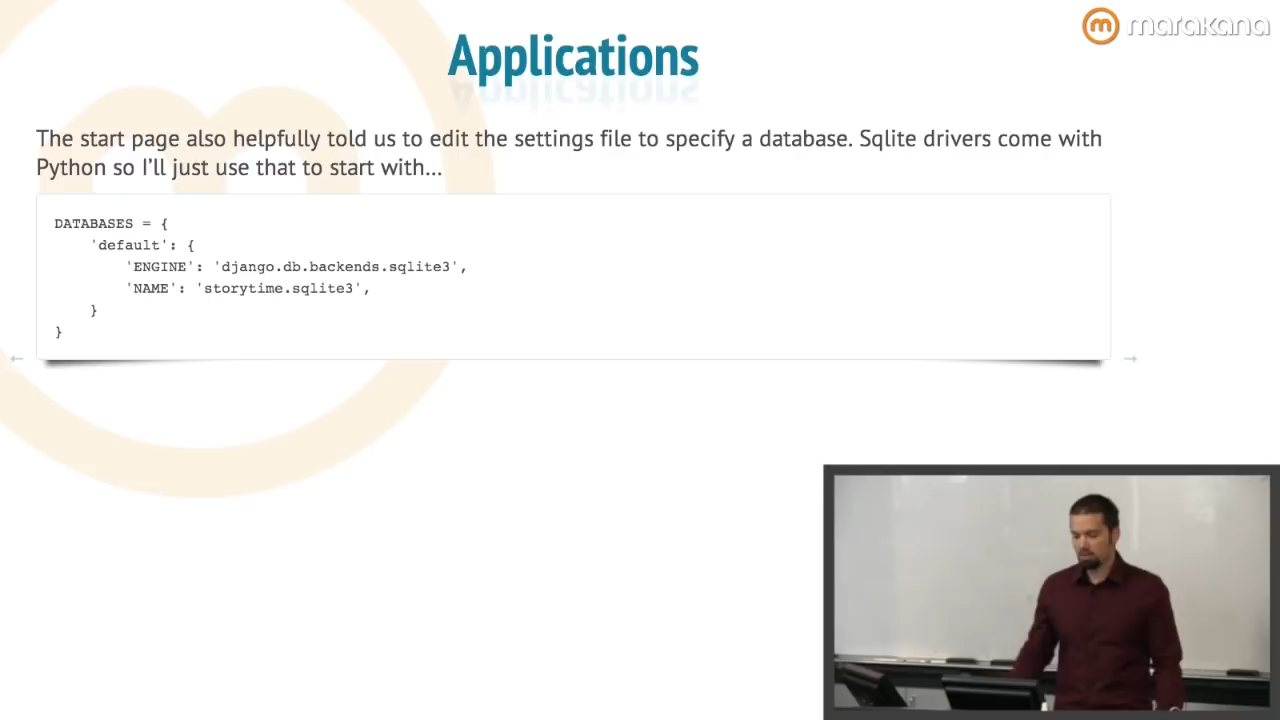 marakana
Applications
The start page also helpfully told us to edit the settings file to specify a database. Sqlite drivers come with
Python so I'll just use that to start with...
DATABASES = {
    'default': {
        'ENGINE': 'django.db.backends.sqlite3',
        'NAME': 'storytime.sqlite3',
    }
}